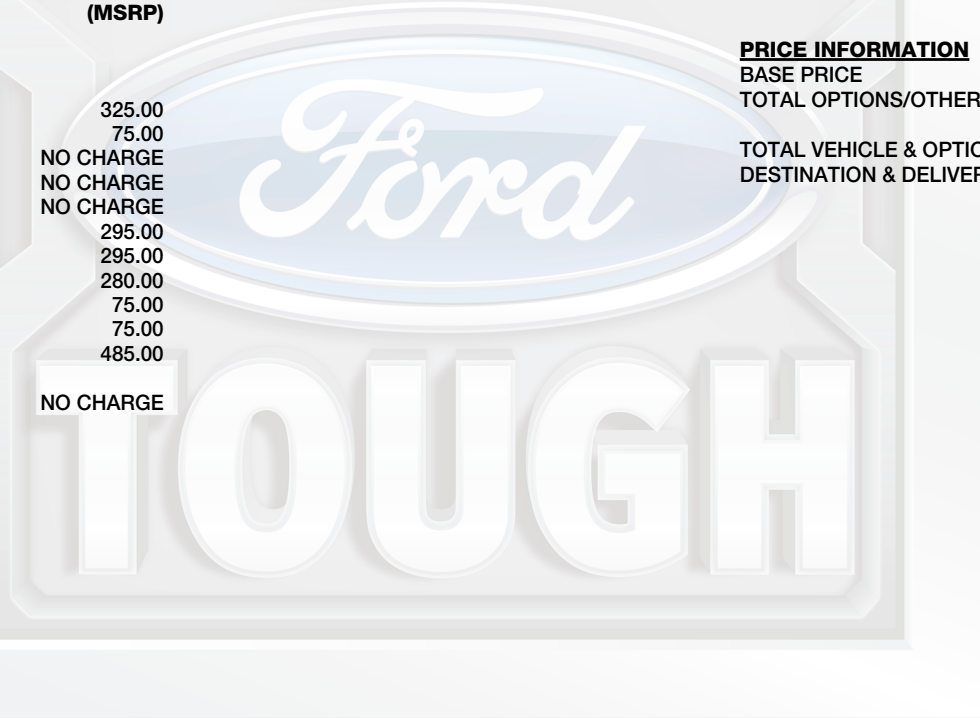 (MSRP)
325.00
75.00
NO CHARGE
NO CHARGE
NO CHARGE
295.00
295.00
280.00
75.00
75.00
485.00
NO CHARGE
PRICE INFORMATION
BASE PRICE
TOTAL OPTIONS/OTHER
TOTAL VEHICLE & OPTIO
DESTINATION & DELIVER
Ford
TOUGH